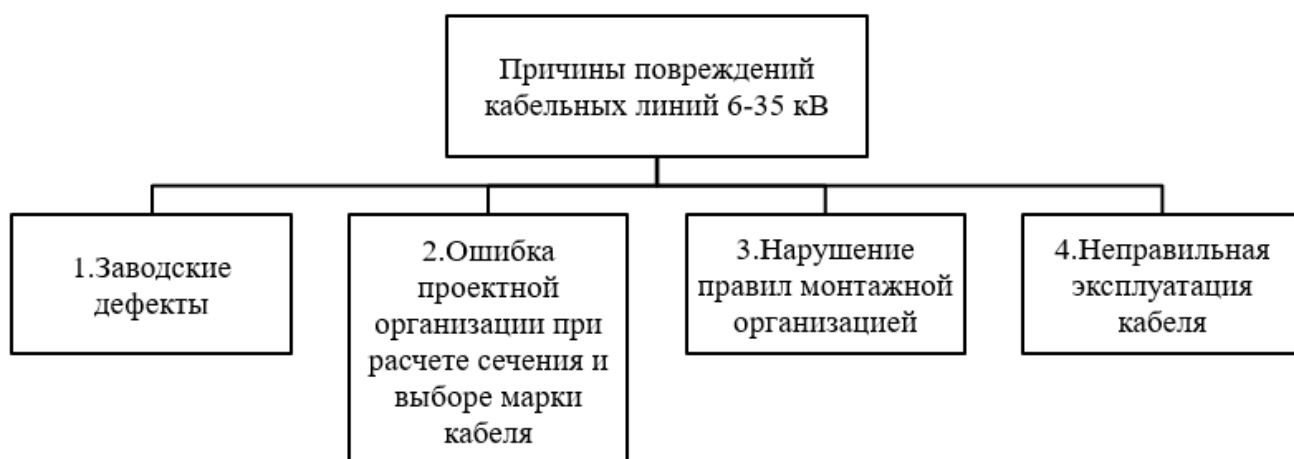 Причины повреждений
кабельных линий 6-35 кВ
1.Заводские
дефекты
2.Ошибка
проектной
организации при
расчете сечения и
выборе марки
кабеля
3.Нарушение
правил монтажной
организацией
4.Неправильная
эксплуатация
кабеля